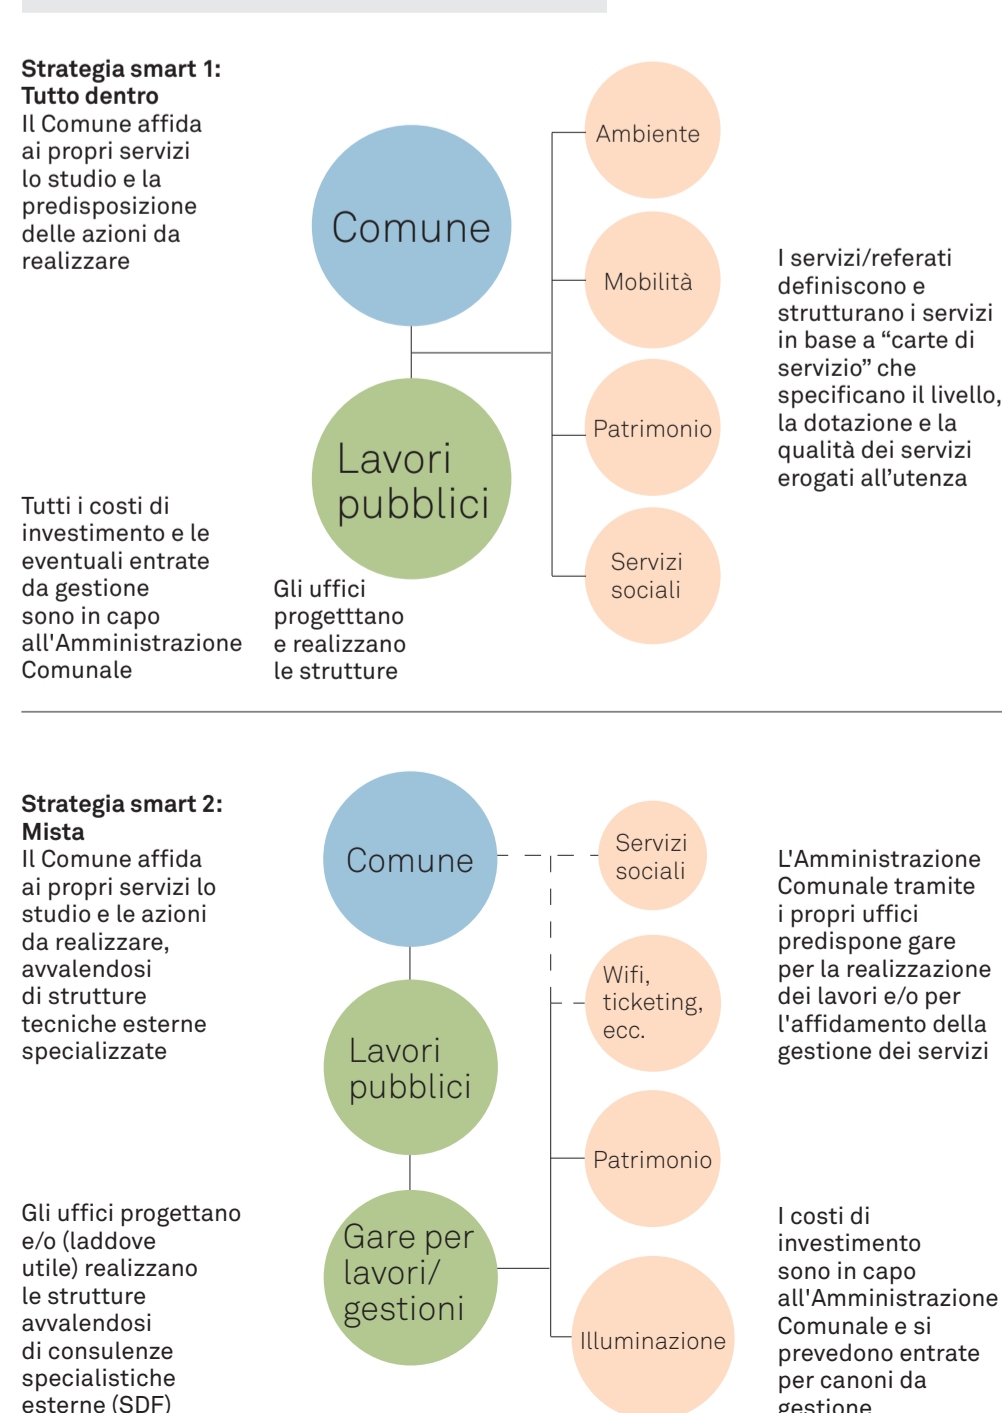 Strategia smart 1:
Tutto dentro
Il Comune affida
ai propri servizi
lo studio e la
predisposizione
delle azioni da
realizzare
Comune
Ambiente
Mobilità
Patrimonio
Servizi
sociali
I servizi/referati
definiscono e
strutturano i servizi
in base a “carte di
servizio” che
specificano il livello,
la dotazione e la
qualità dei servizi
erogati all’utenza
Lavori
pubblici
Tutti i costi di
investimento e le
eventuali entrate
da gestione
sono in capo
all'Amministrazione
Comunale
Gli uffici
progetttano
e realizzano
le strutture
Strategia smart 2:
Mista
Il Comune affida
ai propri servizi lo
studio e le azioni
da realizzare,
avvalendosi
di strutture
tecniche esterne
specializzate
Comune
Servizi
sociali
Wifi,
ticketing,
ecc.
Patrimonio
Illuminazione
L'Amministrazione
Comunale tramite
i propri uffici
predispone gare
per la realizzazione
dei lavori e/o per
l'affidamento della
gestione dei servizi
Lavori
pubblici
Gare per
lavori/
gestioni
Gli uffici progettano
e/o (laddove
utile) realizzano
le strutture
avvalendosi
di consulenze
specialistiche
esterne (SDF)
I costi di
investimento
sono in capo
all'Amministrazione
Comunale e si
prevedono entrate
per canoni da
gestione